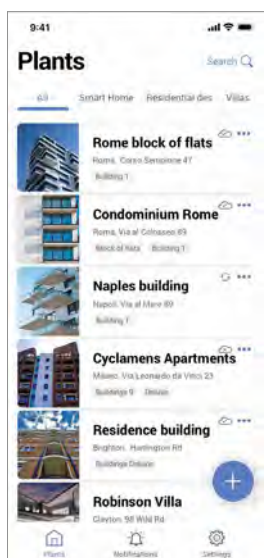 9:41
Plants
Search
Smart Home Residential des Villas
Rome block of flats
Roma, Corso Sempione 47
Building 1
Condominium Rome
Roma, Via al Colosseo 69
Block of flats Building 1
Naples building
Napoli, Via al Mare 69
Building 1
Cyclamens Apartments
Milano, Via Leonardo da Vinci 23
Buildings 9 Deluxe
Residence building
Brighton, Harrington Rd
Buildings Deluxe
Robinson Villa
Clayton, 98 Wild Rd
Plants Notifications Settings